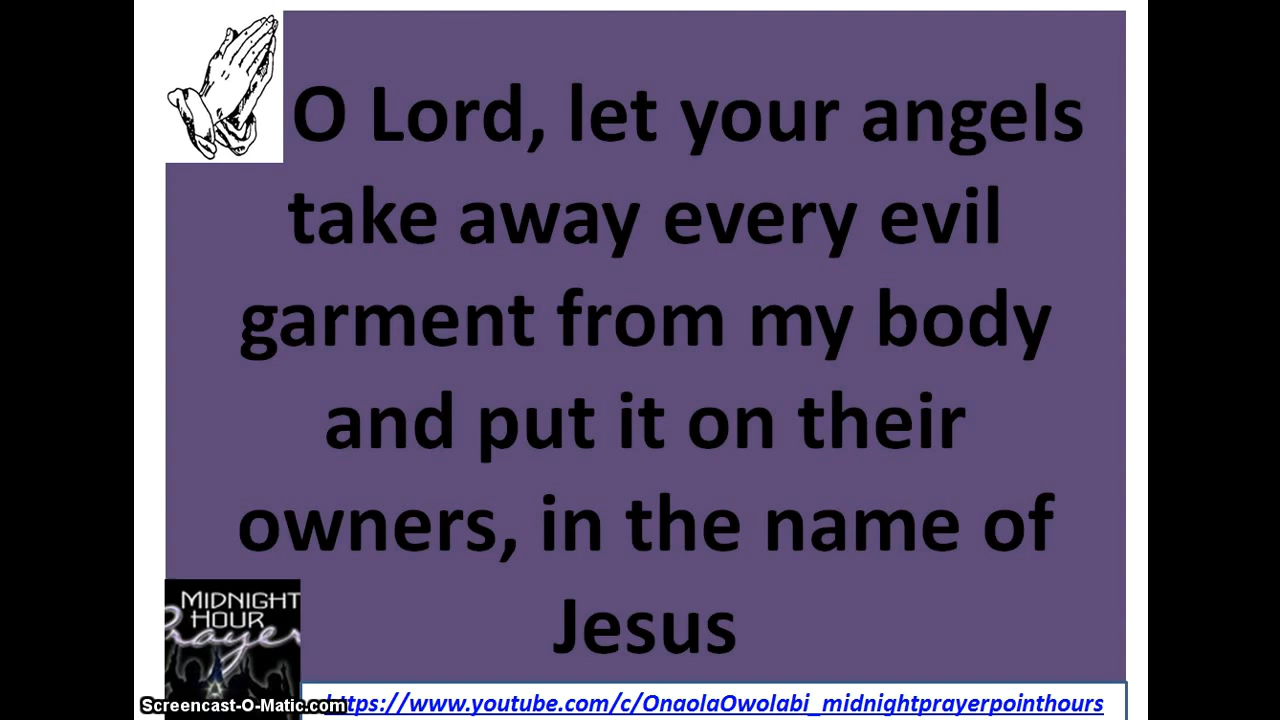 O Lord, let your angels
take away every evil
garment from my body
and put it on their
owners, in the name of
Jesus
MIDNIGHT
HOUR
Prayer
Screencast-O-Matic.com
https://www.youtube.com/c/OnaolaOwolabi_midnightprayerpointhours